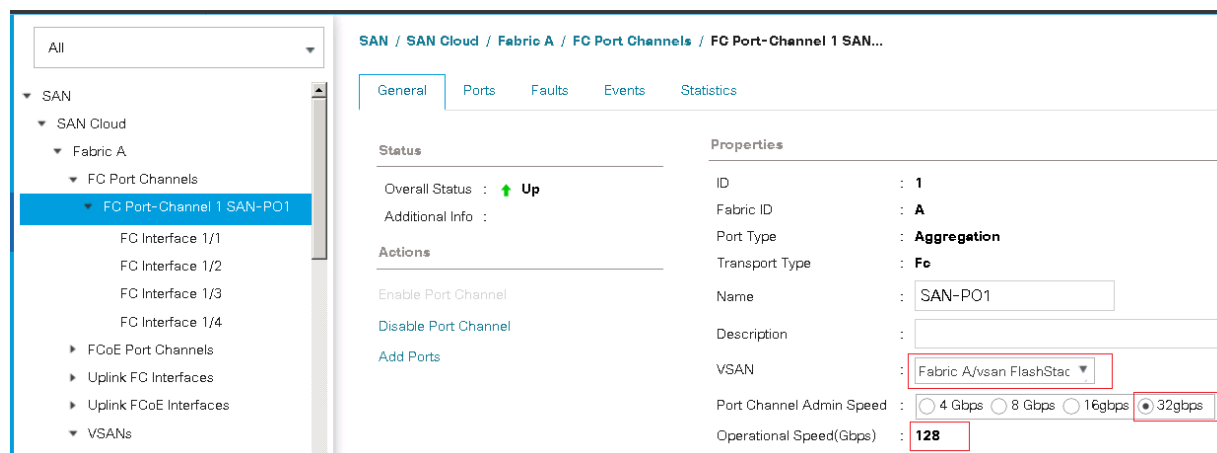 All
SAN
SAN Cloud
Fabric A
FC Port Channels
FC Port-Channel 1 SAN-PO1
FC Interface 1/1
FC Interface 1/2
FC Interface 1/3
FC Interface 1/4
FCoE Port Channels
Uplink FC Interfaces
Uplink FCoE Interfaces
VSANs
SAN / SAN Cloud / Fabric A / FC Port Channels / FC Port-Channel 1 SAN...
General Ports Faults Events Statistics
Status
Overall Status : Up
Additional Info :
Actions
Enable Port Channel
Disable Port Channel
Add Ports
Properties
ID : 1
Fabric ID : A
Port Type : Aggregation
Transport Type : Fc
Name : SAN-PO1
Description :
VSAN : Fabric A/vsan FlashStac
Port Channel Admin Speed : 4 Gbps 8 Gbps 16gbps 32gbps
Operational Speed(Gbps) : 128